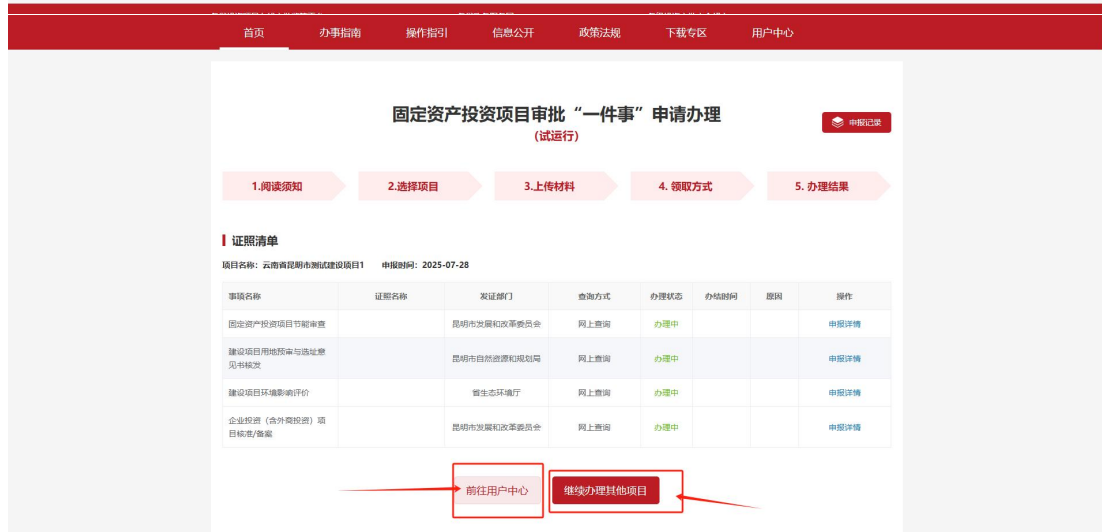 首页 办事指南 操作指引 信息公开 政策法规 下载专区 用户中心
固定资产投资项目审批“一件事”申请办理
(试运行)
申报记录
1.阅读须知 2.选择项目 3.上传材料 4. 领取方式 5. 办理结果
证照清单
项目名称：云南省昆明市测试建设项目1 申报时间：2025-07-28
事项名称 证照名称 发证部门 查询方式 办理状态 办结时间 原因 操作
固定资产投资项目节能审查 昆明市发展和改革委员会 网上查询 办理中 申报详情
建设项目用地预审与选址意
见书核发 昆明市自然资源和规划局 网上查询 办理中 申报详情
建设项目环境影响评价 省生态环境厅 网上查询 办理中 申报详情
企业投资（含外商投资）项
目核准/备案 昆明市发展和改革委员会 网上查询 办理中 申报详情
前往用户中心 继续办理其他项目